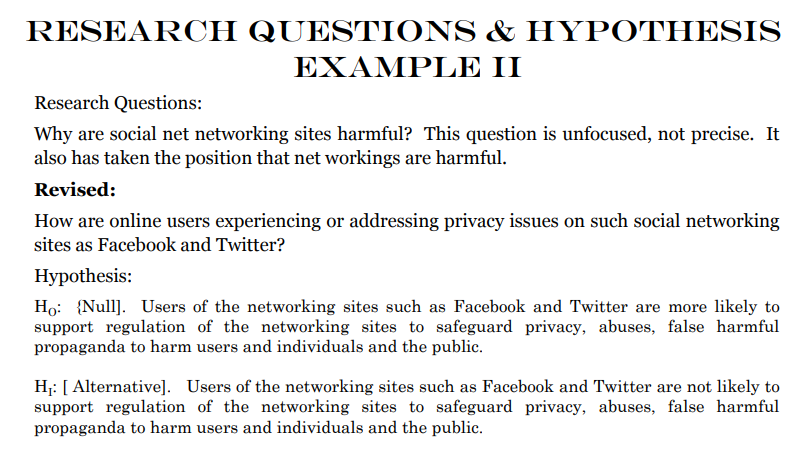 RESEARCH QUESTIONS & HYPOTHESIS
EXAMPLE II
Research Questions:
Why are social net networking sites harmful? This question is unfocused, not precise. It
also has taken the position that net workings are harmful.
Revised:
How are online users experiencing or addressing privacy issues on such social networking
sites as Facebook and Twitter?
Hypothesis:
HO: {Null]. Users of the networking sites such as Facebook and Twitter are more likely to
support regulation of the networking sites to safeguard privacy, abuses, false harmful
propaganda to harm users and individuals and the public.
HI: [ Alternative]. Users of the networking sites such as Facebook and Twitter are not likely to
support regulation of the networking sites to safeguard privacy, abuses, false harmful
propaganda to harm users and individuals and the public.